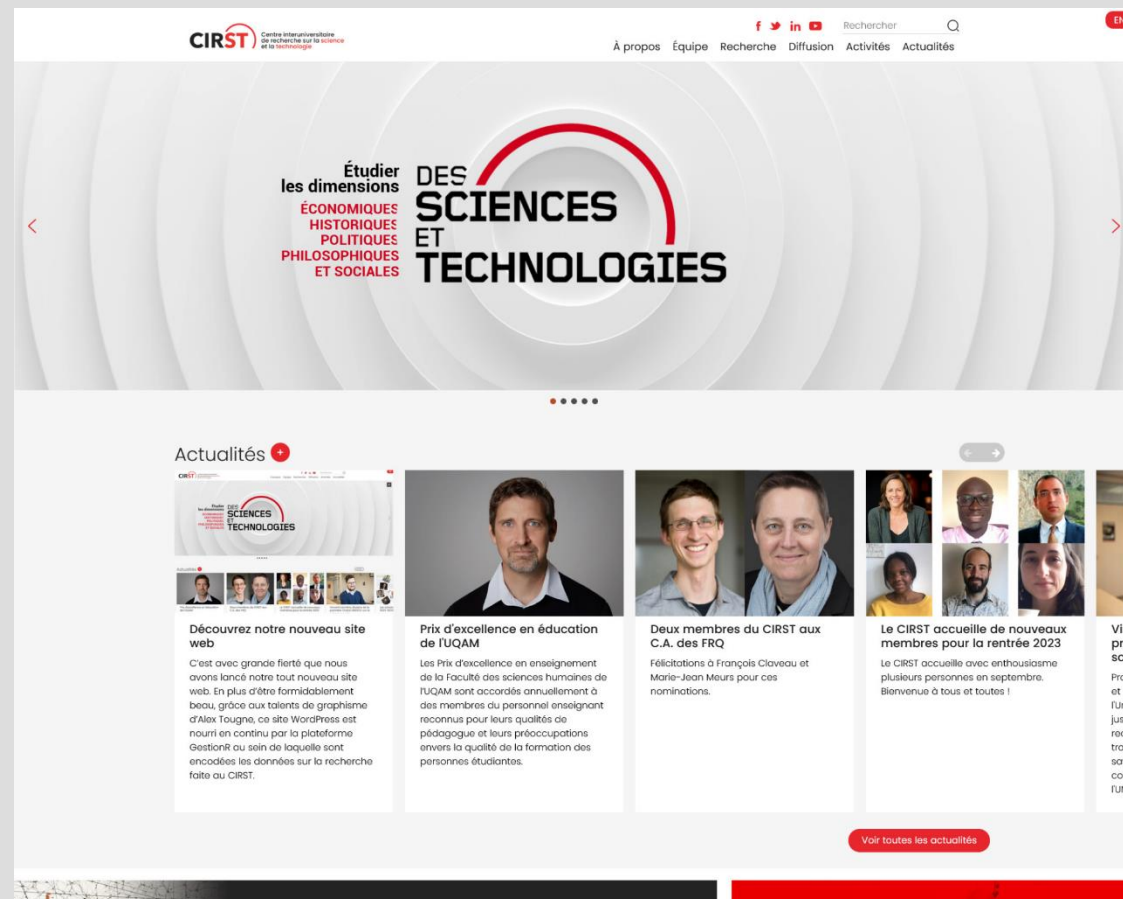 CIRST
Centre interuniversitaire
de recherche sur la science
et la technologie
Rechercher
EN
À propos Équipe Recherche Diffusion Activités Actualités
Étudier
les dimensions
ÉCONOMIQUES
HISTORIQUES
POLITIQUES
PHILOSOPHIQUES
ET SOCIALES
DES
SCIENCES
ET
TECHNOLOGIES
Actualités
DES
SCIENCES
ET
TECHNOLOGIES
Découvrez notre nouveau site
web
C'est avec grande fierté que nous
avons lancé notre tout nouveau site
web. En plus d'être formidablement
beau, grâce aux talents de graphisme
d'Alex Tougne, ce site WordPress est
nourri en continu par la plateforme
GestionR au sein de laquelle sont
encodées les données sur la recherche
faite au CIRST.
Prix d'excellence en éducation
de l'UQAM
Les Prix d'excellence en enseignement
de la Faculté des sciences humaines de
l'UQAM sont accordés annuellement à
des membres du personnel enseignant
reconnus pour leurs qualités de
pédagogue et leurs préoccupations
envers la qualité de la formation des
personnes étudiantes.
Deux membres du CIRST aux
C.A. des FRQ
Félicitations à François Claveau et
Marie-Jean Meurs pour ces
nominations.
Le CIRST accueille de nouveaux
membres pour la rentrée 2023
Le CIRST accueille avec enthousiasme
plusieurs personnes en septembre.
Bienvenue à tous et toutes !
Voir toutes les actualités